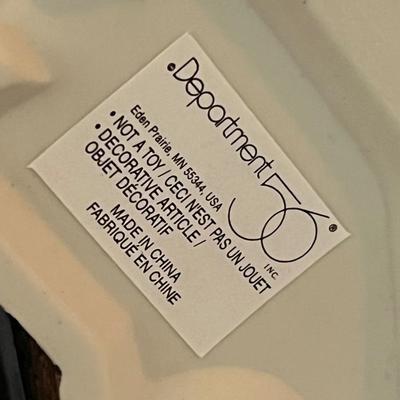 Department 56®
INC.
Eden Prairie, MN 55344, USA
• NOT A TOY / CECI N'EST PAS UN JOUET
• DECORATIVE ARTICLE /
OBJET DÉCORATIF
MADE IN CHINA
FABRIQUÉ EN CHINE